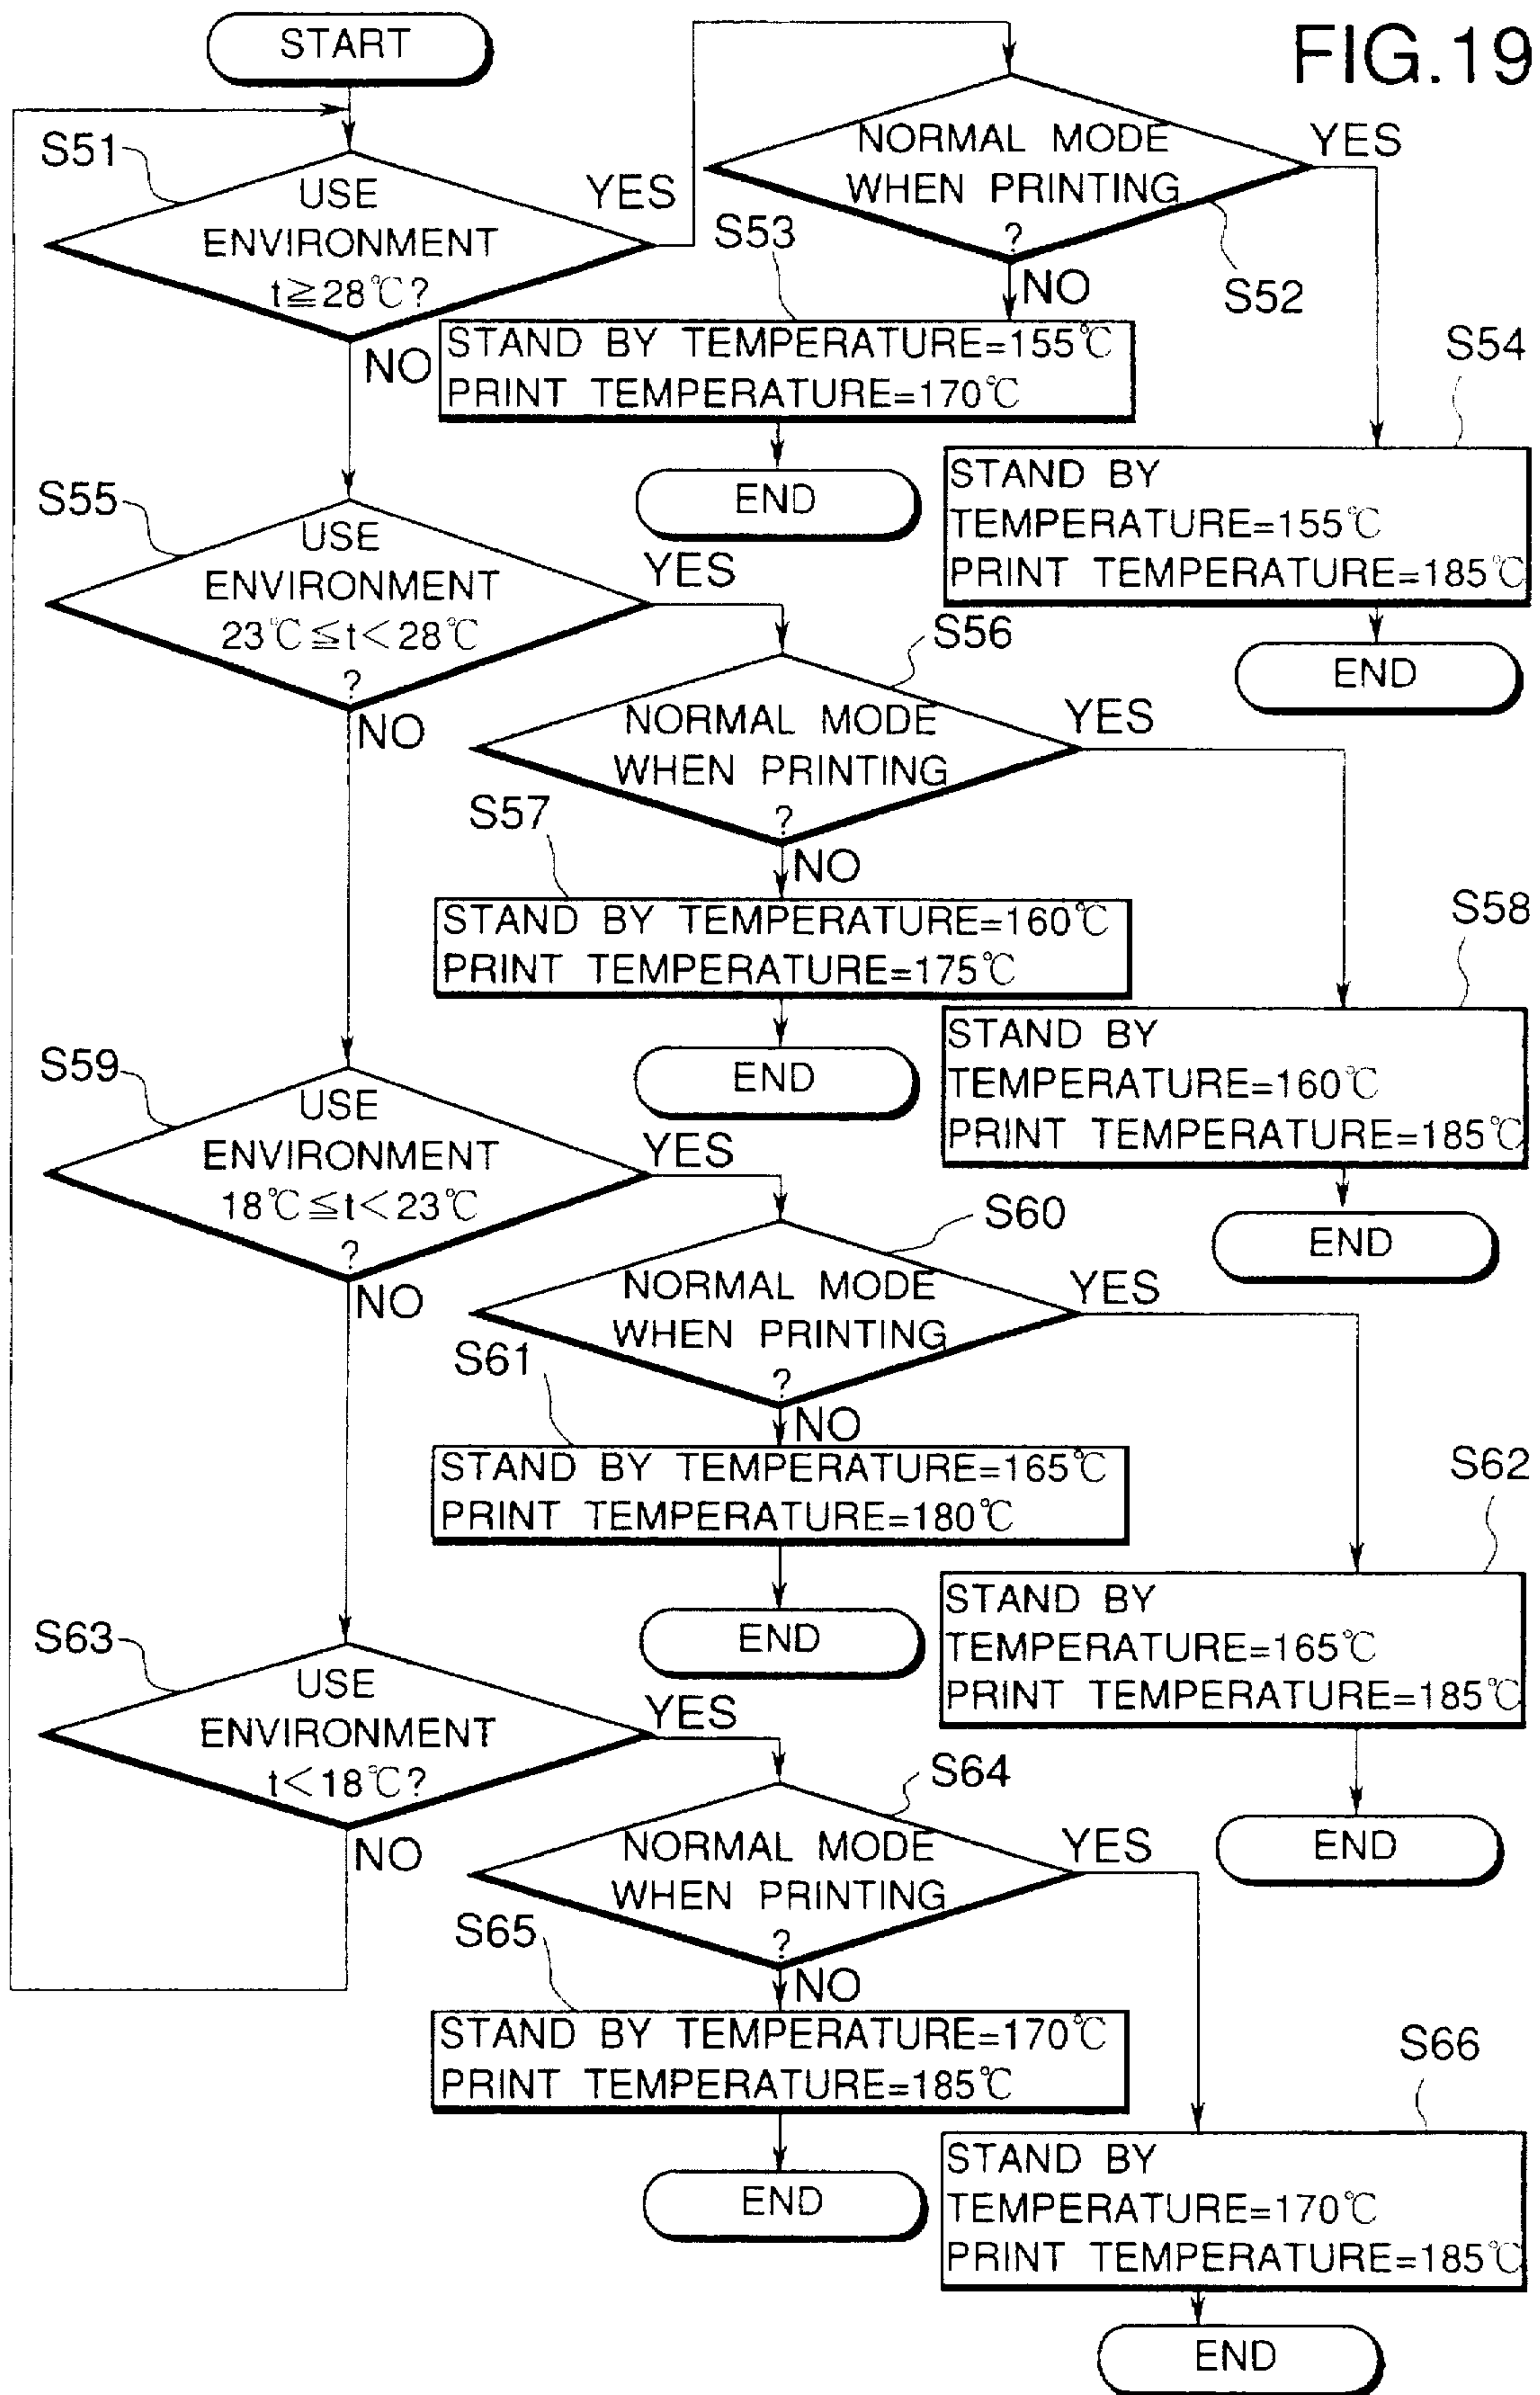 FIG.19
START
S51
USE
ENVIRONMENT
t≧28℃?
YES
NO
NORMAL MODE
WHEN PRINTING
?
YES
S52
NO
S53
STAND BY TEMPERATURE=155℃
PRINT TEMPERATURE=170℃
END
S54
STAND BY
TEMPERATURE=155℃
PRINT TEMPERATURE=185℃
END
S55
USE
ENVIRONMENT
23℃≦t<28℃
?
YES
NO
S56
NORMAL MODE
WHEN PRINTING
?
YES
NO
S57
STAND BY TEMPERATURE=160℃
PRINT TEMPERATURE=175℃
END
S58
STAND BY
TEMPERATURE=160℃
PRINT TEMPERATURE=185℃
END
S59
USE
ENVIRONMENT
18℃≦t<23℃
?
YES
NO
S60
NORMAL MODE
WHEN PRINTING
?
YES
NO
S61
STAND BY TEMPERATURE=165℃
PRINT TEMPERATURE=180℃
END
S62
STAND BY
TEMPERATURE=165℃
PRINT TEMPERATURE=185℃
END
S63
USE
ENVIRONMENT
t<18℃?
YES
NO
S64
NORMAL MODE
WHEN PRINTING
?
YES
NO
S65
STAND BY TEMPERATURE=170℃
PRINT TEMPERATURE=185℃
END
S66
STAND BY
TEMPERATURE=170℃
PRINT TEMPERATURE=185℃
END